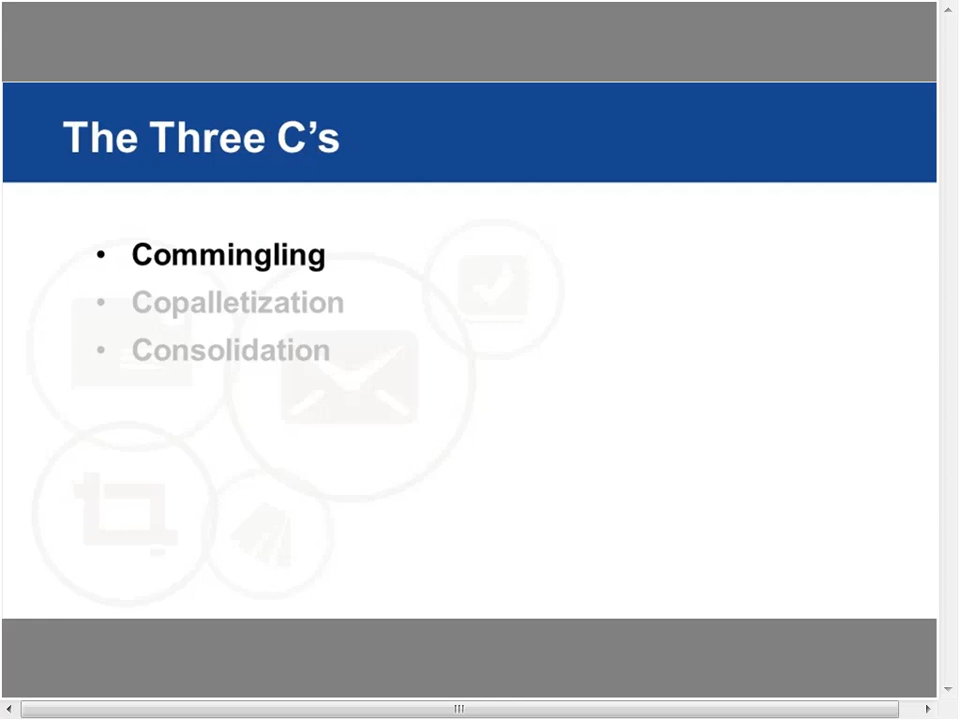 The Three C’s
• Commingling
• Copalletization
• Consolidation